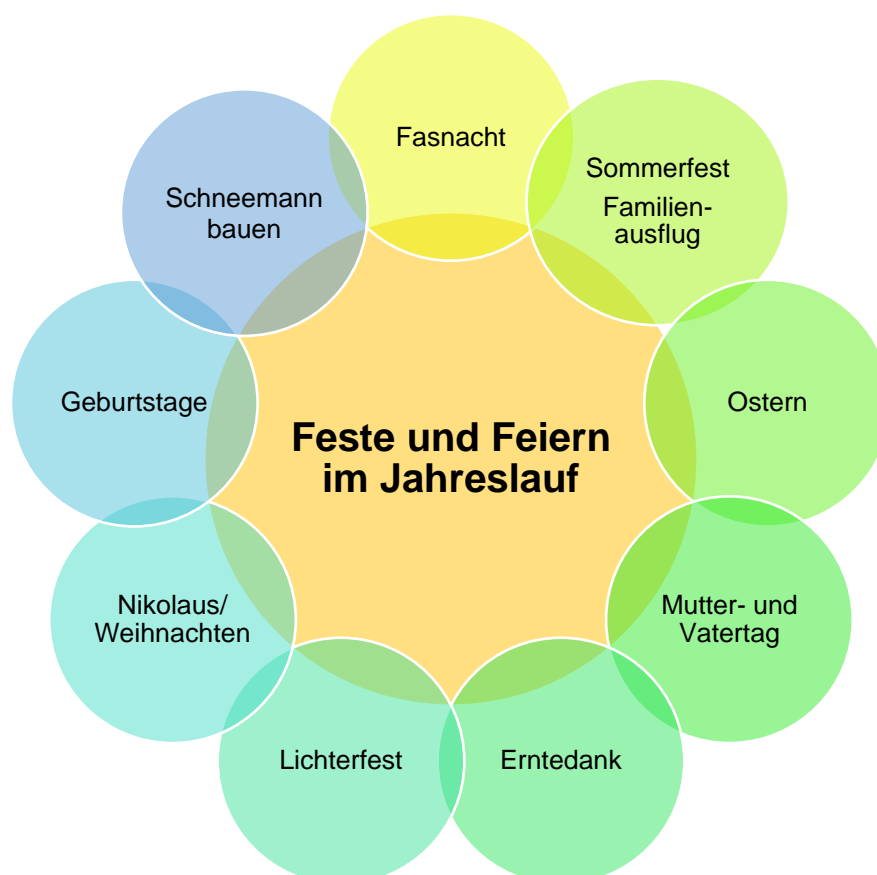 Fasnacht
Sommerfest
Familien-
ausflug
Ostern
Mutter- und
Vatertag
Erntedank
Lichterfest
Nikolaus/
Weihnachten
Geburtstage
Schneemann
bauen
Feste und Feiern
im Jahreslauf